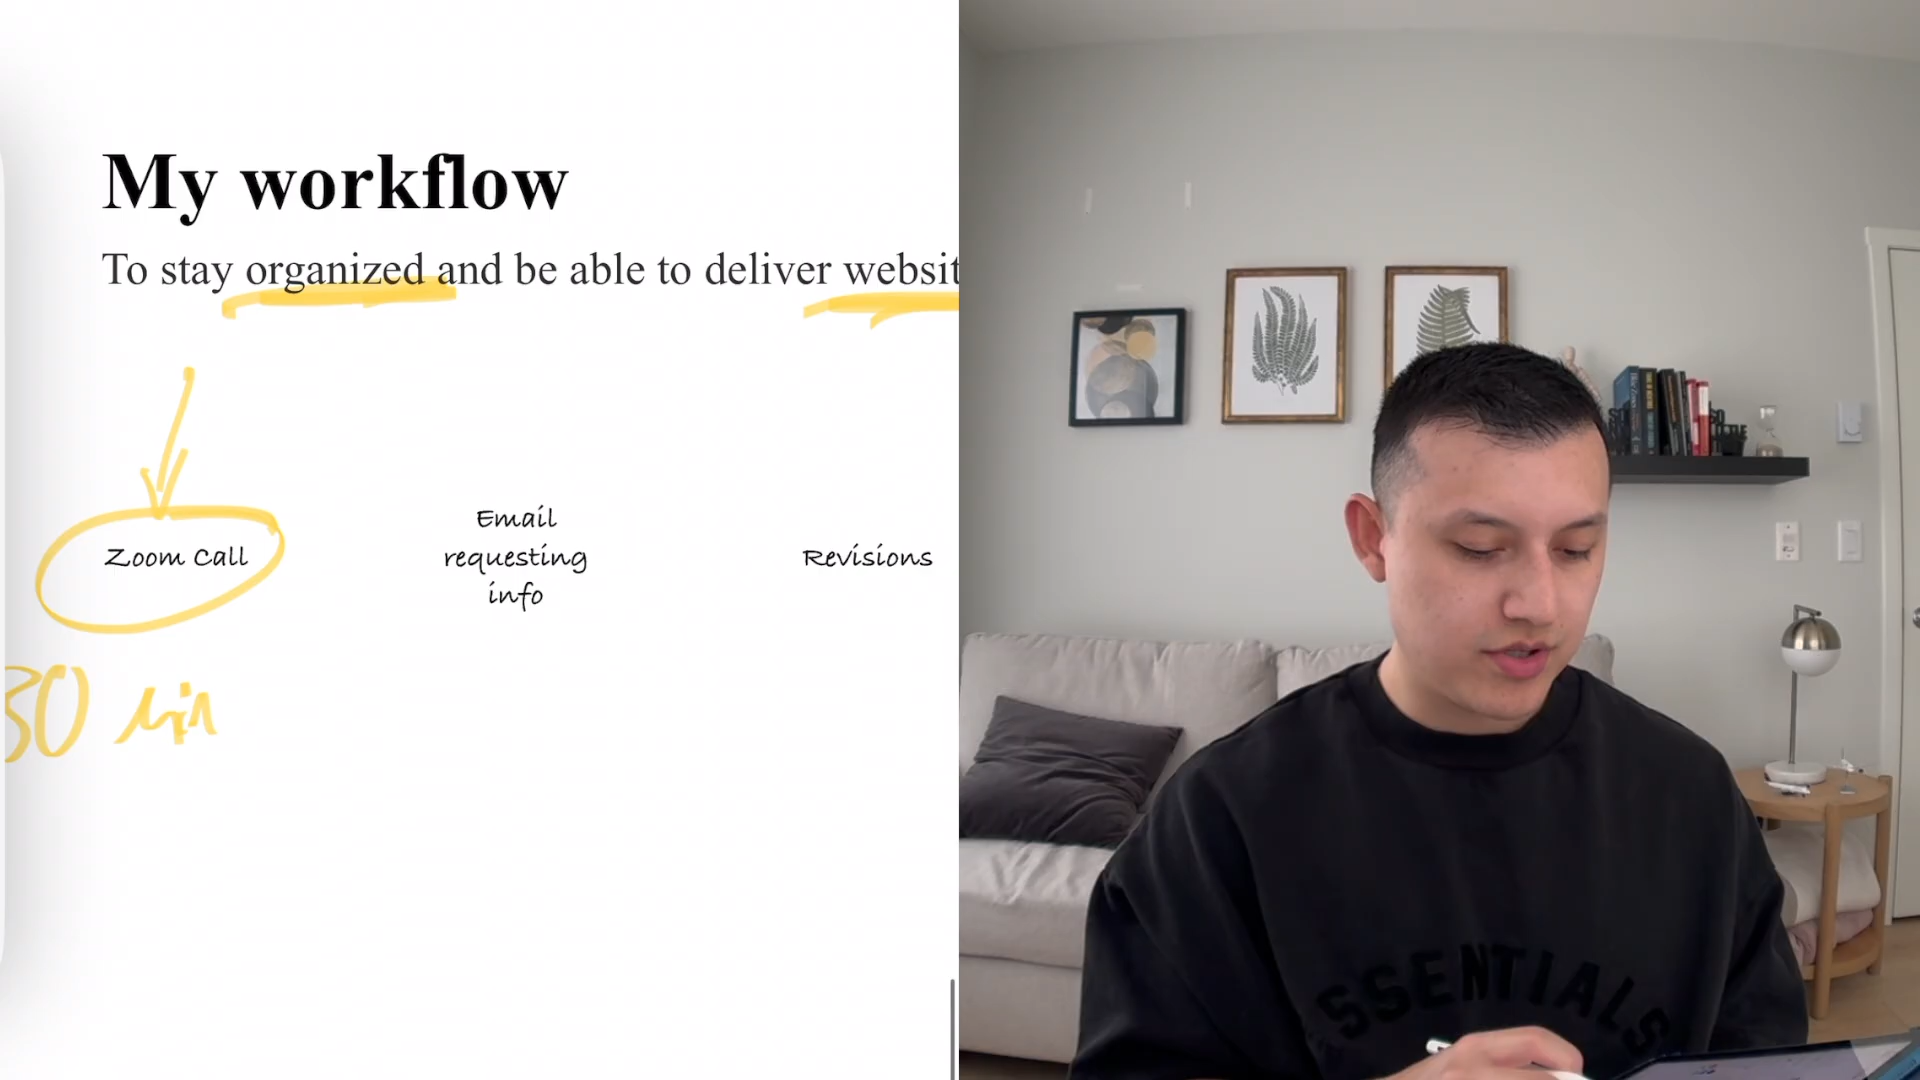 My workflow
To stay organized and be able to deliver websit
Zoom Call
Email
requesting
info
Revisions
30 min
SSENTIALS